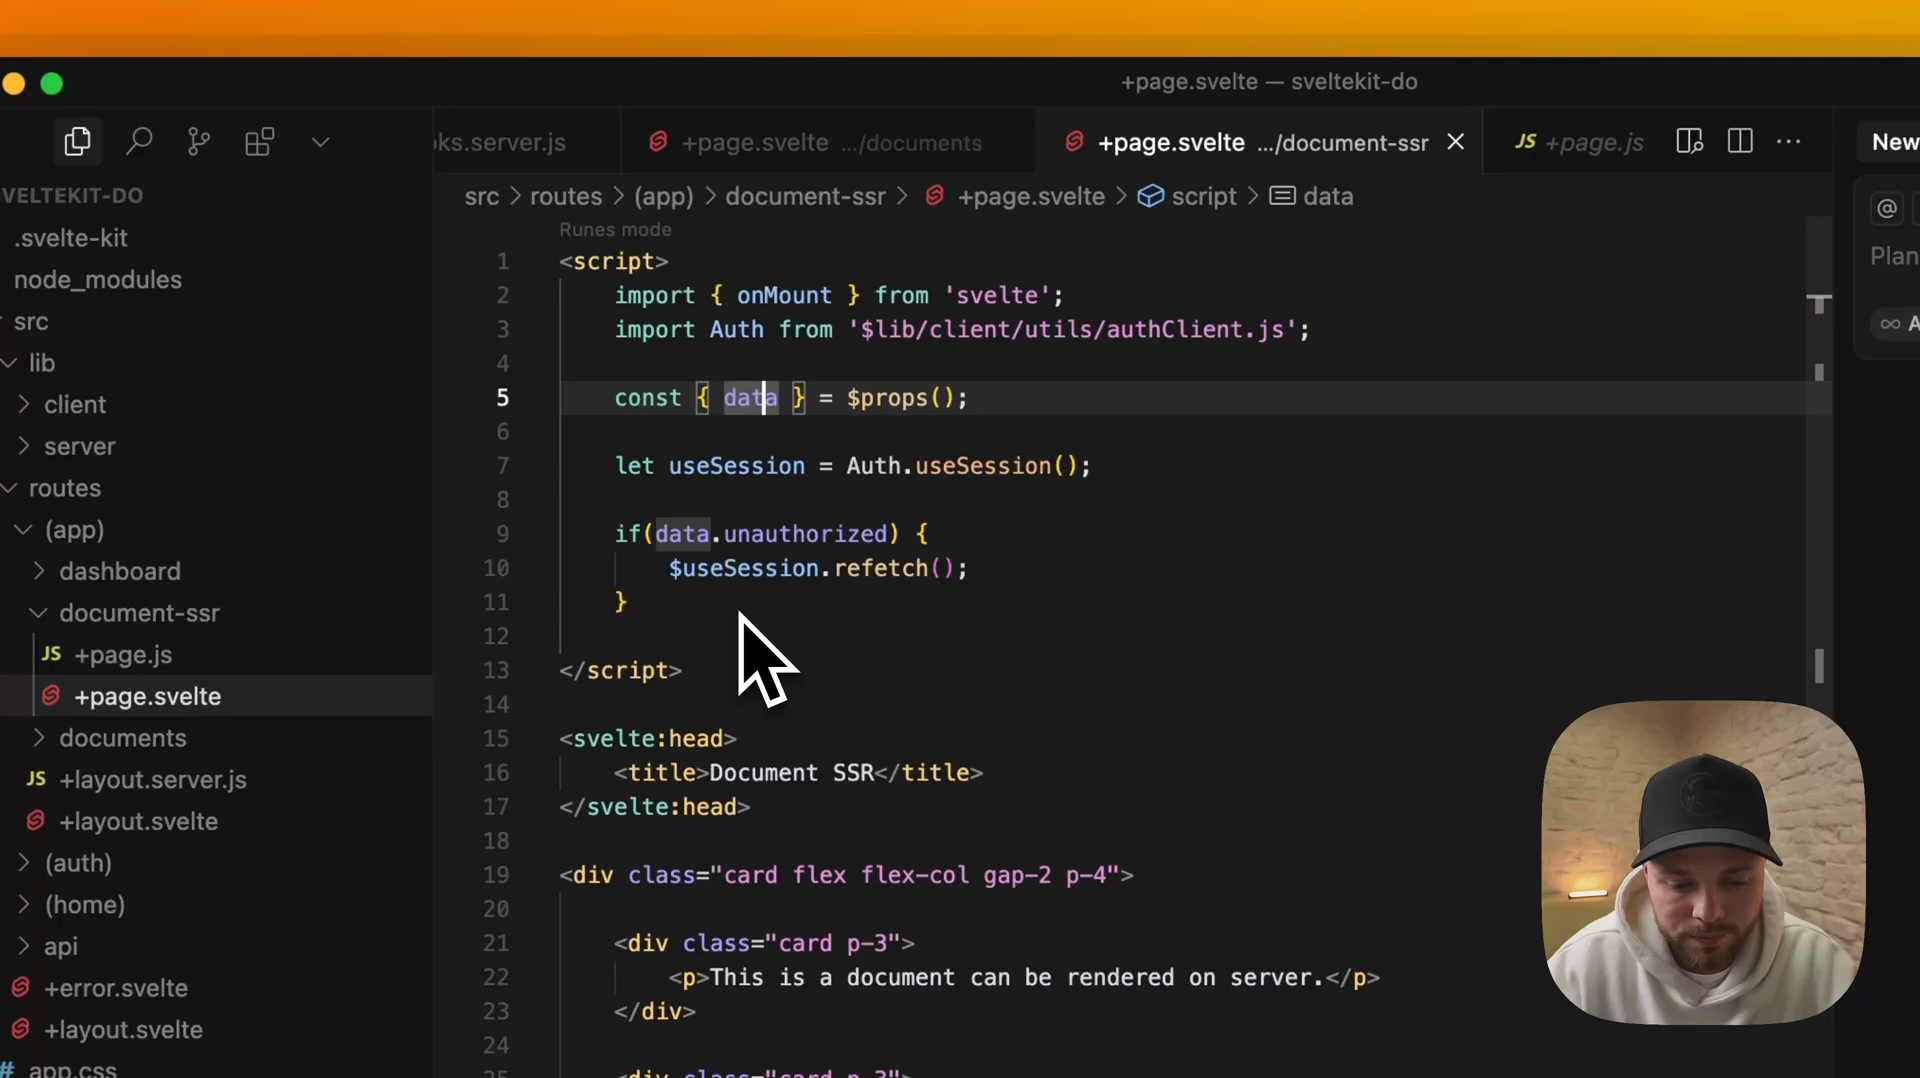 +page.svelte — sveltekit-do
ks.server.js
+page.svelte .../documents
+page.svelte .../document-ssr
JS +page.js
New
VELTEKIT-DO
src > routes > (app) > document-ssr > +page.svelte > script > data
@
.svelte-kit
node_modules
src
lib
client
server
routes
(app)
dashboard
document-ssr
JS +page.js
+page.svelte
documents
JS +layout.server.js
+layout.svelte
(auth)
(home)
api
+error.svelte
+layout.svelte
# app.css
Runes mode
1 <script>
2 import { onMount } from 'svelte';
3 import Auth from '$lib/client/utils/authClient.js';
4
5 const { data } = $props();
6
7 let useSession = Auth.useSession();
8
9 if(data.unauthorized) {
10 $useSession.refetch();
11 }
12
13 </script>
14
15 <svelte:head>
16 <title>Document SSR</title>
17 </svelte:head>
18
19 <div class="card flex flex-col gap-2 p-4">
20
21 <div class="card p-3">
22 <p>This is a document can be rendered on server.</p>
23 </div>
24
25 <div class="card p-3">
Plan
∞ A